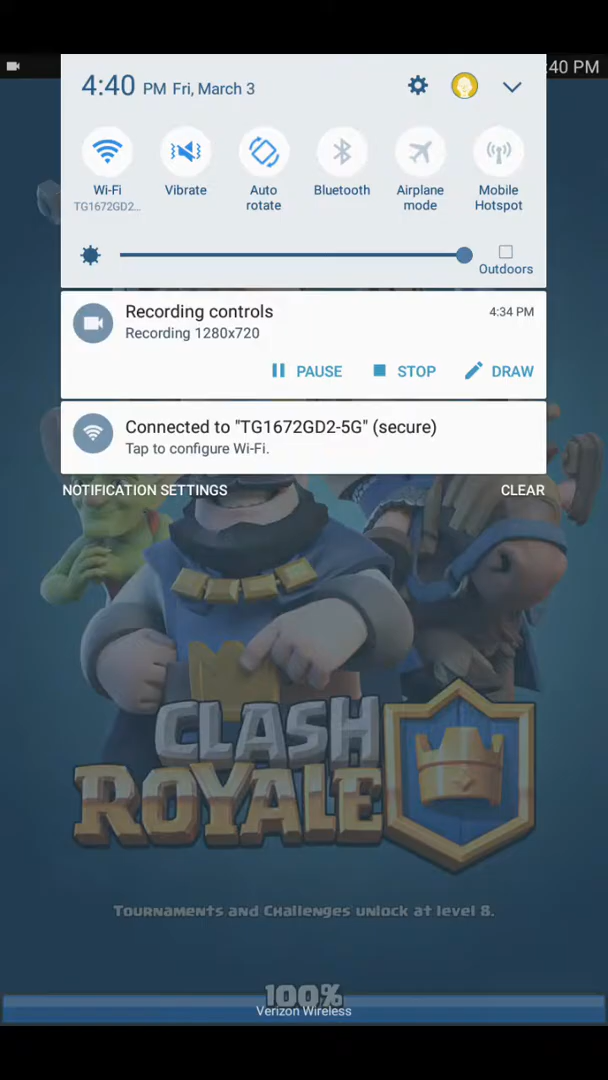 :40 PM
4:40 PM Fri, March 3
Wi-Fi
TG1672GD2...
Vibrate
Auto
rotate
Bluetooth
Airplane
mode
Mobile
Hotspot
Outdoors
Recording controls
4:34 PM
Recording 1280x720
PAUSE
STOP
DRAW
Connected to "TG1672GD2-5G" (secure)
Tap to configure Wi-Fi.
NOTIFICATION SETTINGS
CLEAR
CLASH
ROYALE
Tournaments and Challenges unlock at level 8.
100%
Verizon Wireless